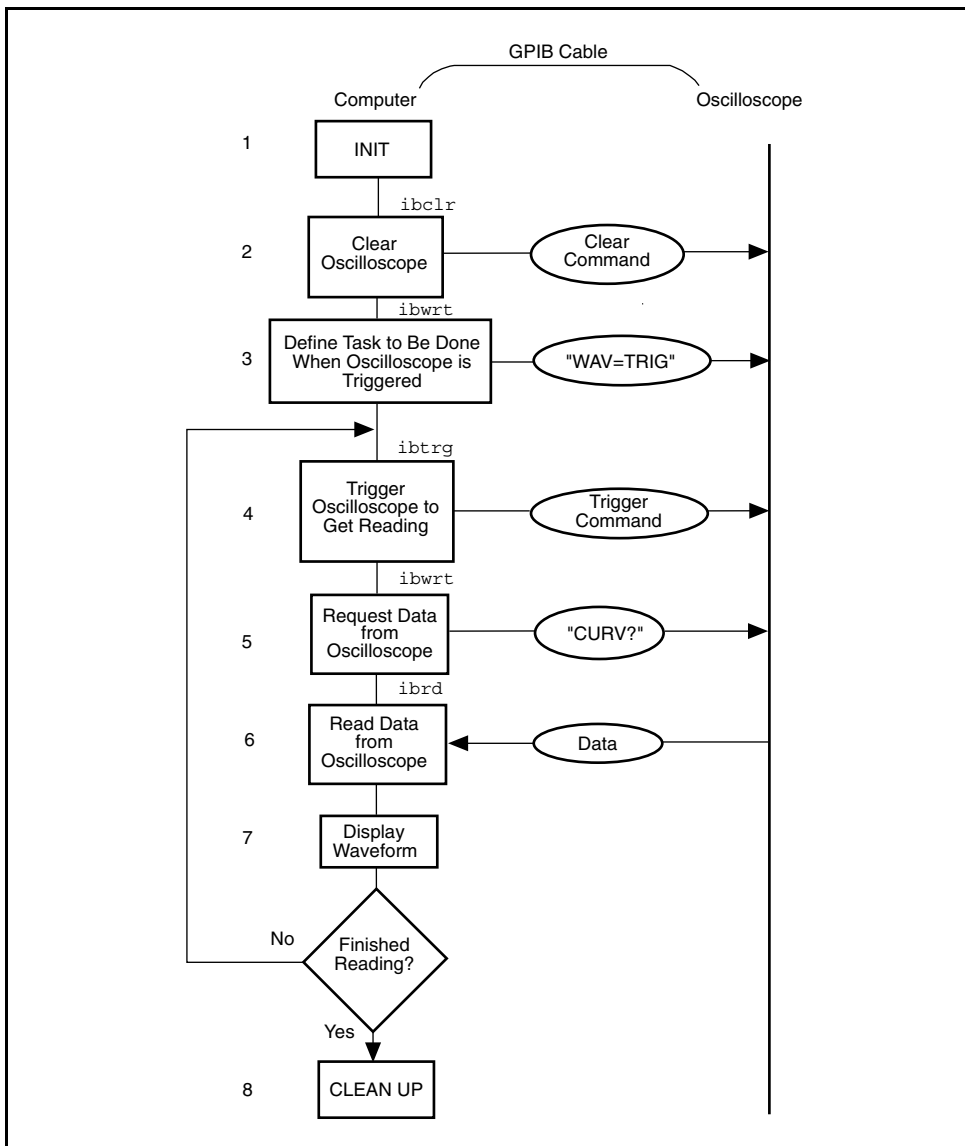 GPIB Cable
Computer
Oscilloscope
1
INIT
ibclr
2
Clear
Oscilloscope
Clear
Command
ibwrt
3
Define Task to Be Done
When Oscilloscope is
Triggered
"WAV=TRIG"
ibtrg
4
Trigger
Oscilloscope to
Get Reading
Trigger
Command
ibwrt
5
Request Data
from
Oscilloscope
"CURV?"
ibrd
6
Read Data
from
Oscilloscope
Data
7
Display
Waveform
No
Finished
Reading?
Yes
8
CLEAN UP